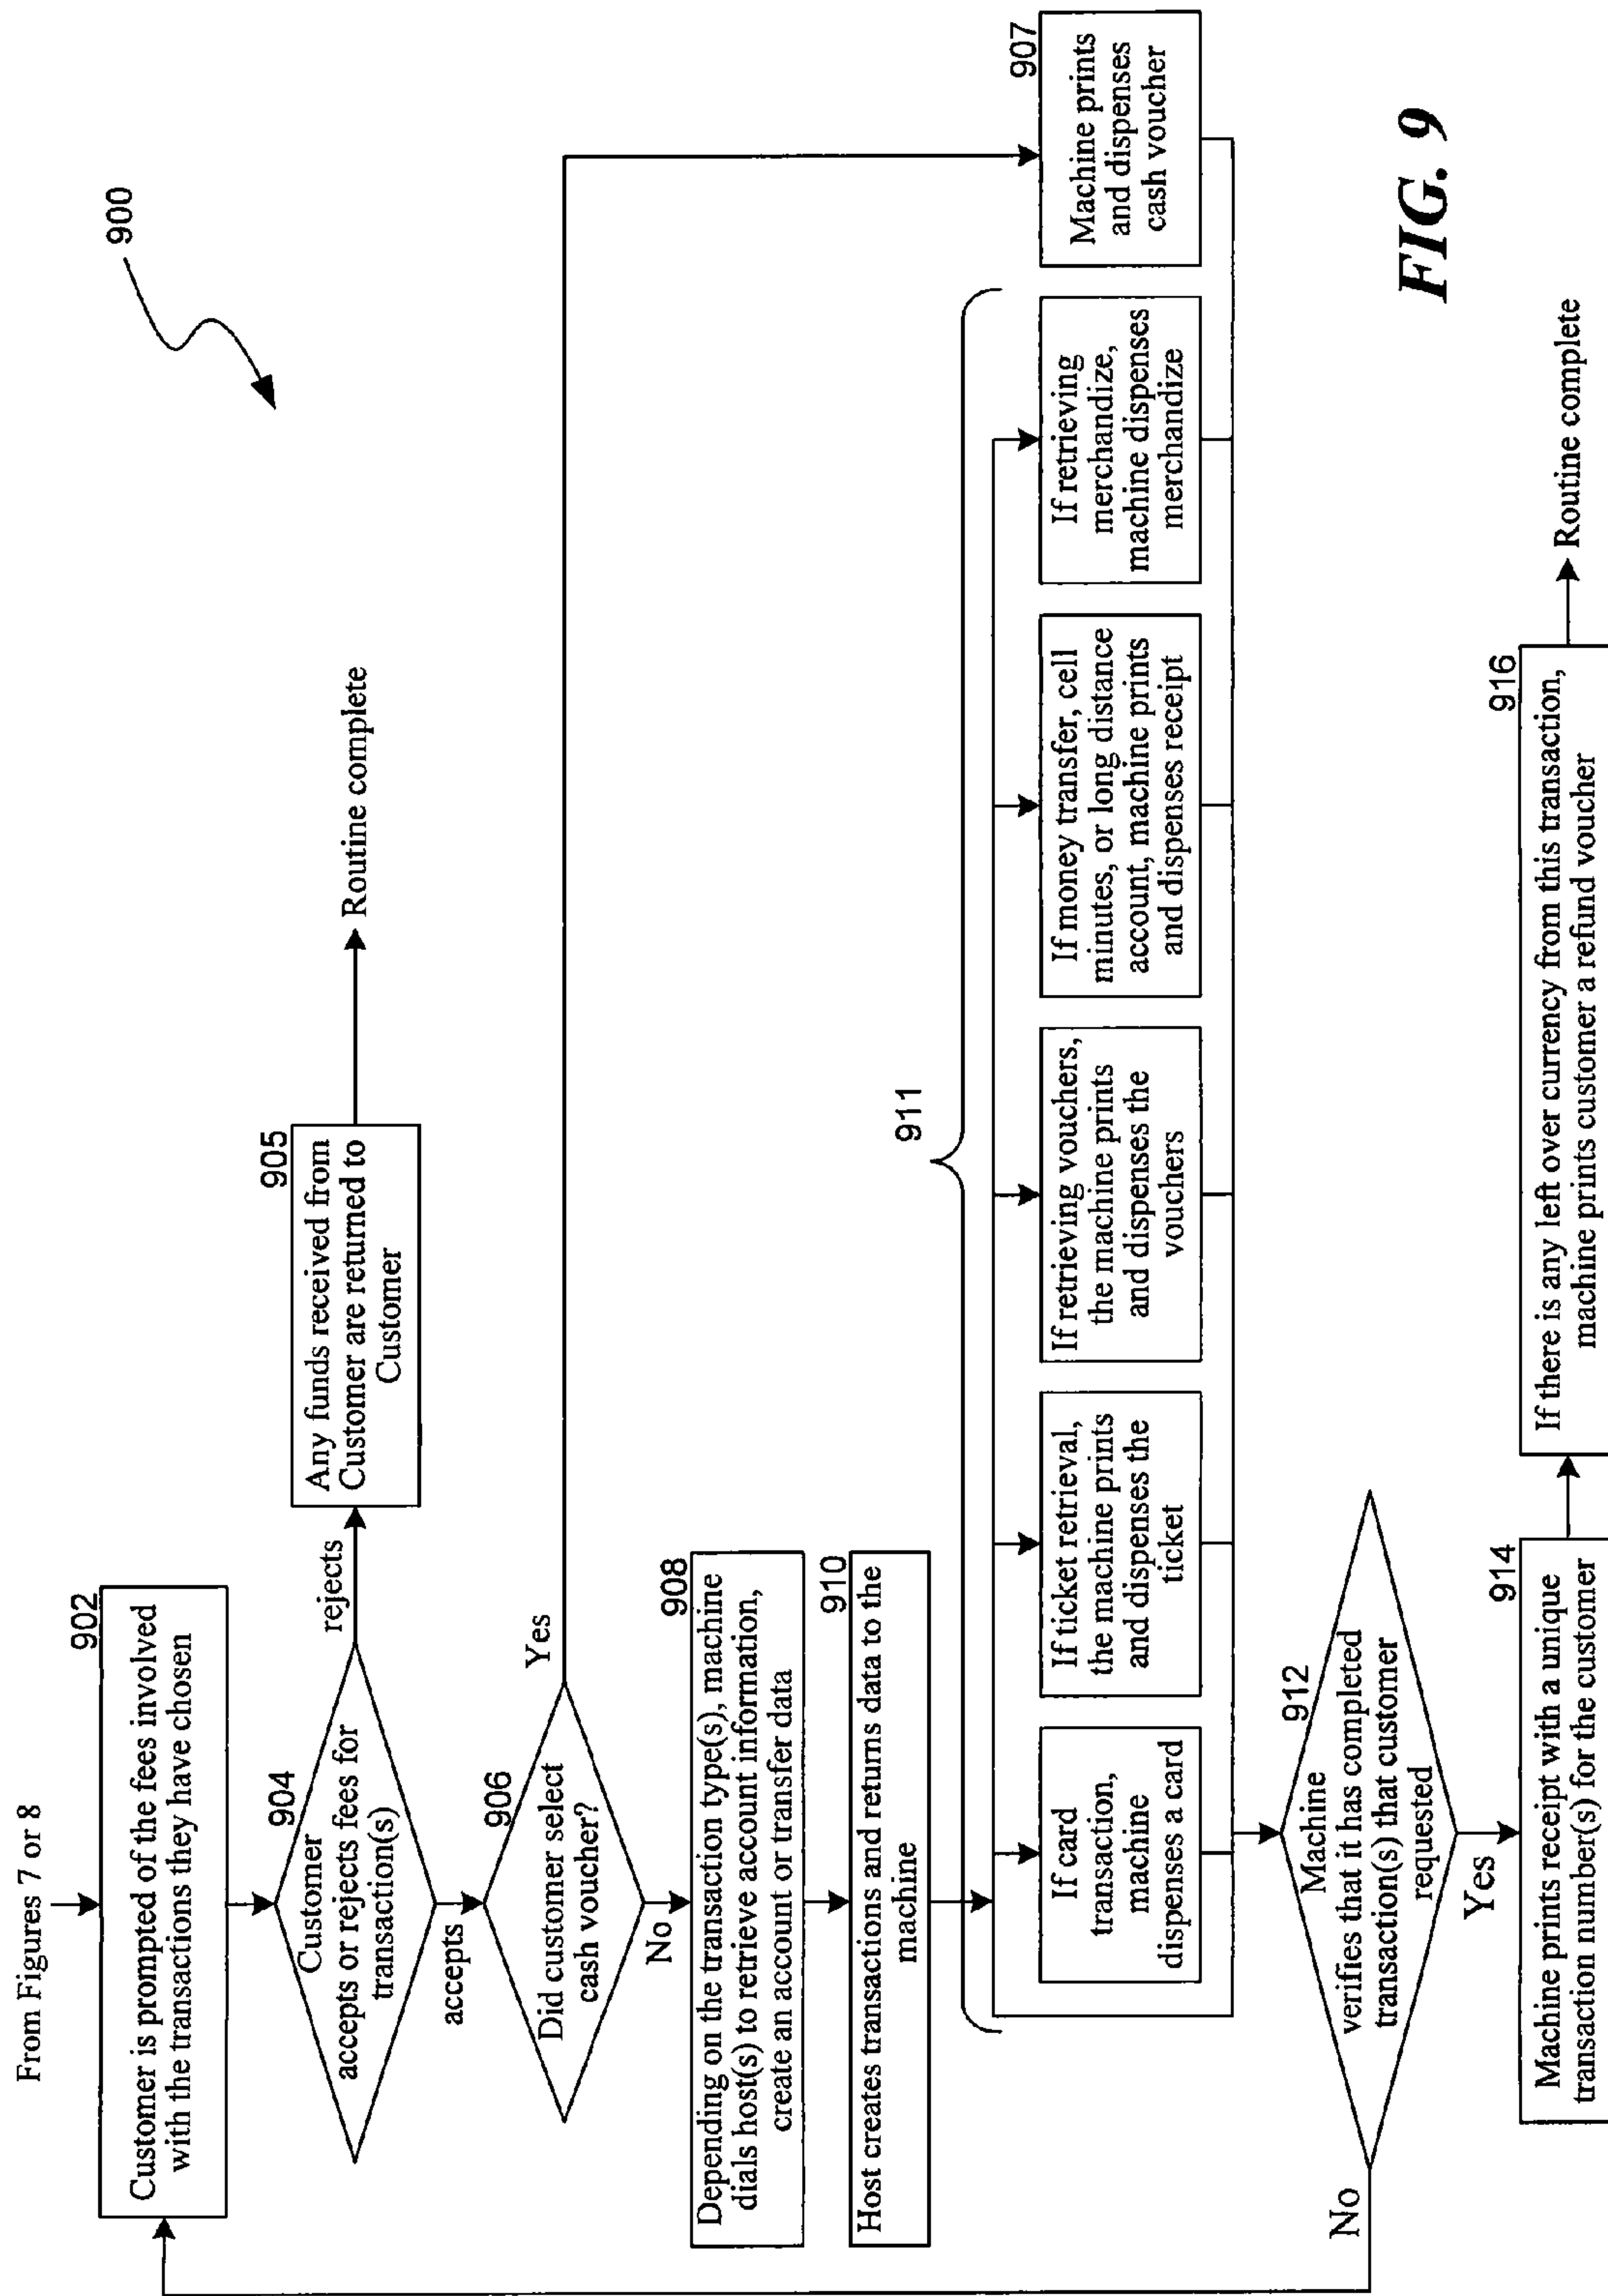 From Figures 7 or 8
900
902
Customer is prompted of the fees involved
with the transactions they have chosen
904
Customer
accepts or rejects fees for
transaction(s)
rejects
905
Any funds received from
Customer are returned to
Customer
Routine complete
accepts
906
Did customer select
cash voucher?
Yes
No
908
Depending on the transaction type(s), machine
dials host(s) to retrieve account information,
create an account or transfer data
910
Host creates transactions and returns data to the
machine
911
If card
transaction,
machine
dispenses a card
If ticket retrieval,
the machine prints
and dispenses the
ticket
If retrieving vouchers,
the machine prints
and dispenses the
vouchers
If money transfer, cell
minutes, or long distance
account, machine prints
and dispenses receipt
If retrieving
merchandize,
machine dispenses
merchandize
907
Machine prints
and dispenses
cash voucher
912
Machine
verifies that it has completed
transaction(s) that customer
requested
No
Yes
914
Machine prints receipt with a unique
transaction number(s) for the customer
916
If there is any left over currency from this transaction,
machine prints customer a refund voucher
Routine complete
FIG. 9